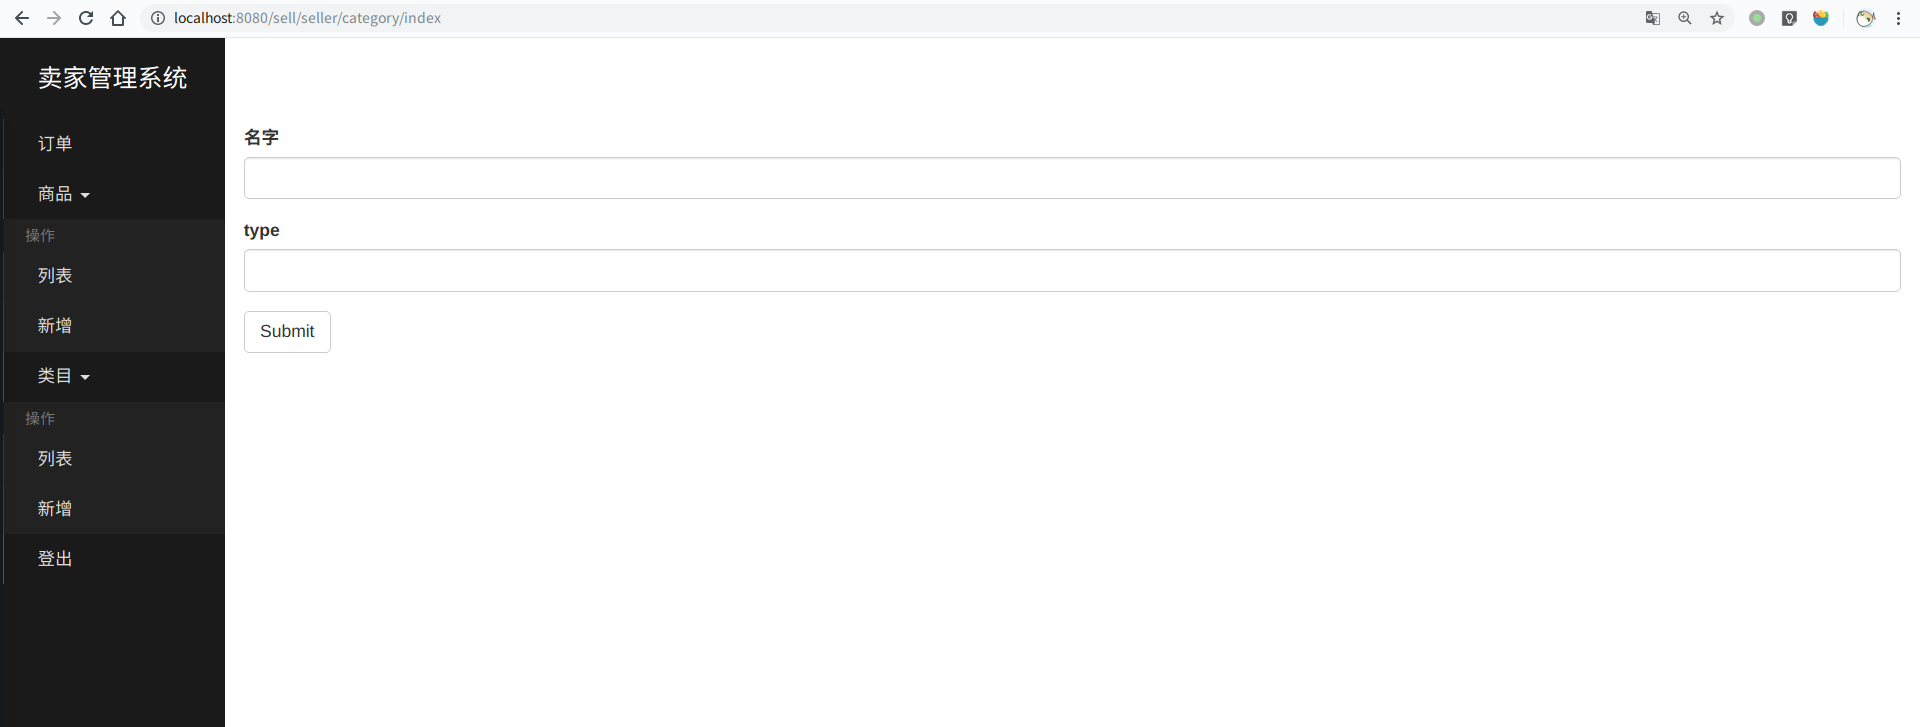 localhost:8080/sell/seller/category/index
卖家管理系统
订单
商品
操作
列表
新增
类目
操作
列表
新增
登出
名字
type
Submit